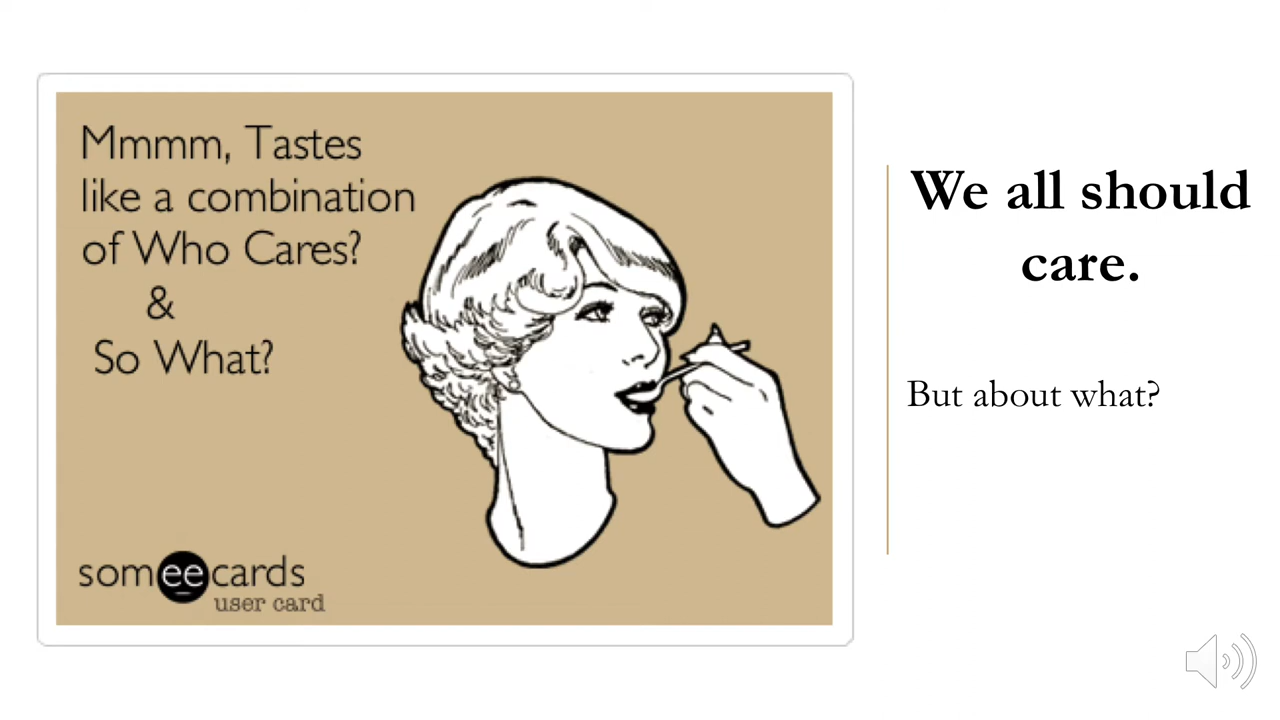 Mmmm, Tastes
like a combination
of Who Cares?
&
So What?
someecards
user card
We all should
care.
But about what?